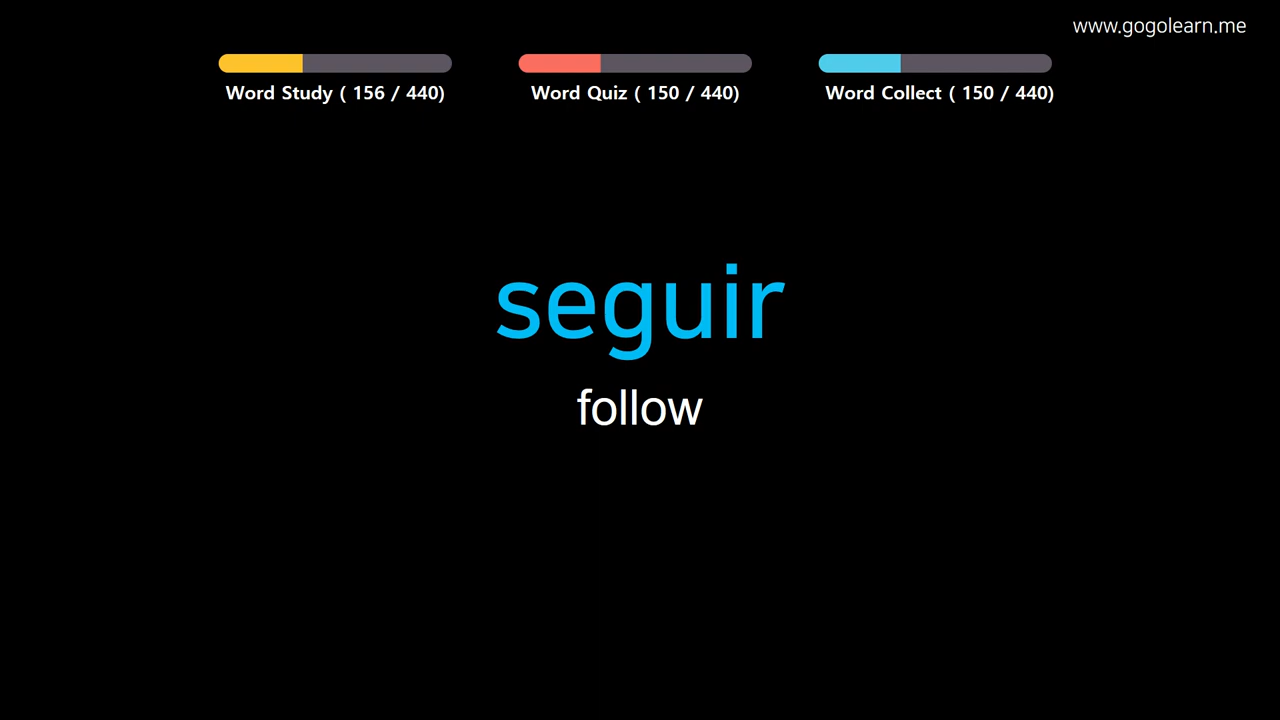 www.gogolearn.me
Word Study ( 156 / 440)
Word Quiz ( 150 / 440)
Word Collect ( 150 / 440)
seguir
follow